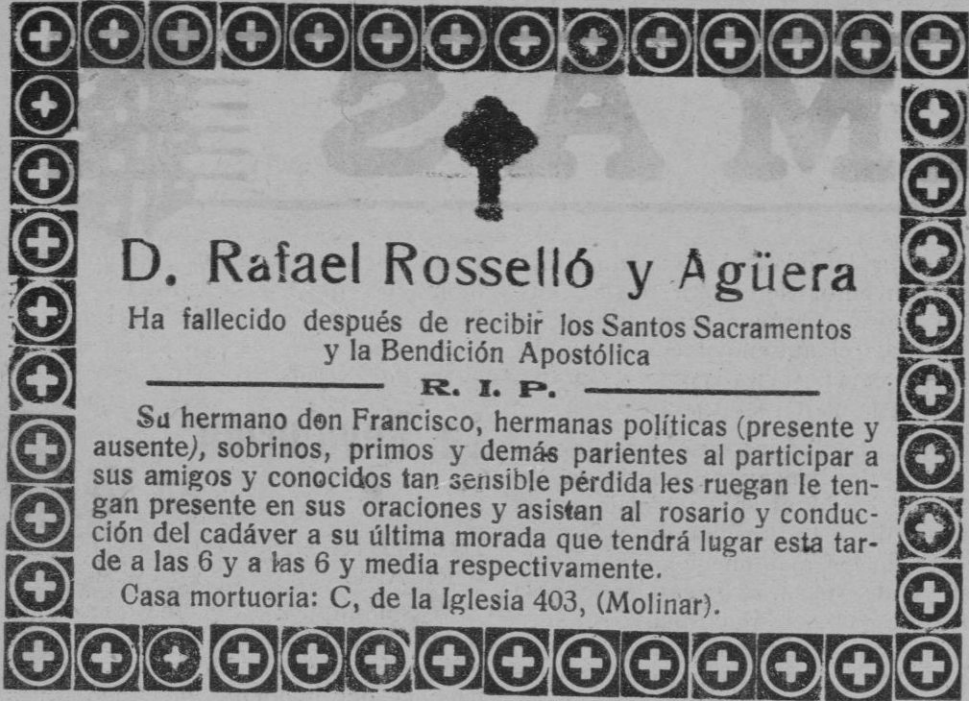 D. Rafael Rosselló y Agüera
Ha fallecido después de recibir los Santos Sacramentos
y la Bendición Apostólica
R. I. P.
Su hermano don Francisco, hermanas políticas (presente y
ausente), sobrinos, primos y demás parientes al participar a
sus amigos y conocidos tan sensible pérdida les ruegan le ten-
gan presente en sus oraciones y asistan al rosario y conduc-
ción del cadáver a su última morada que tendrá lugar esta tar-
de a las 6 y a las 6 y media respectivamente.
Casa mortuoria: C, de la Iglesia 403, (Molinar).